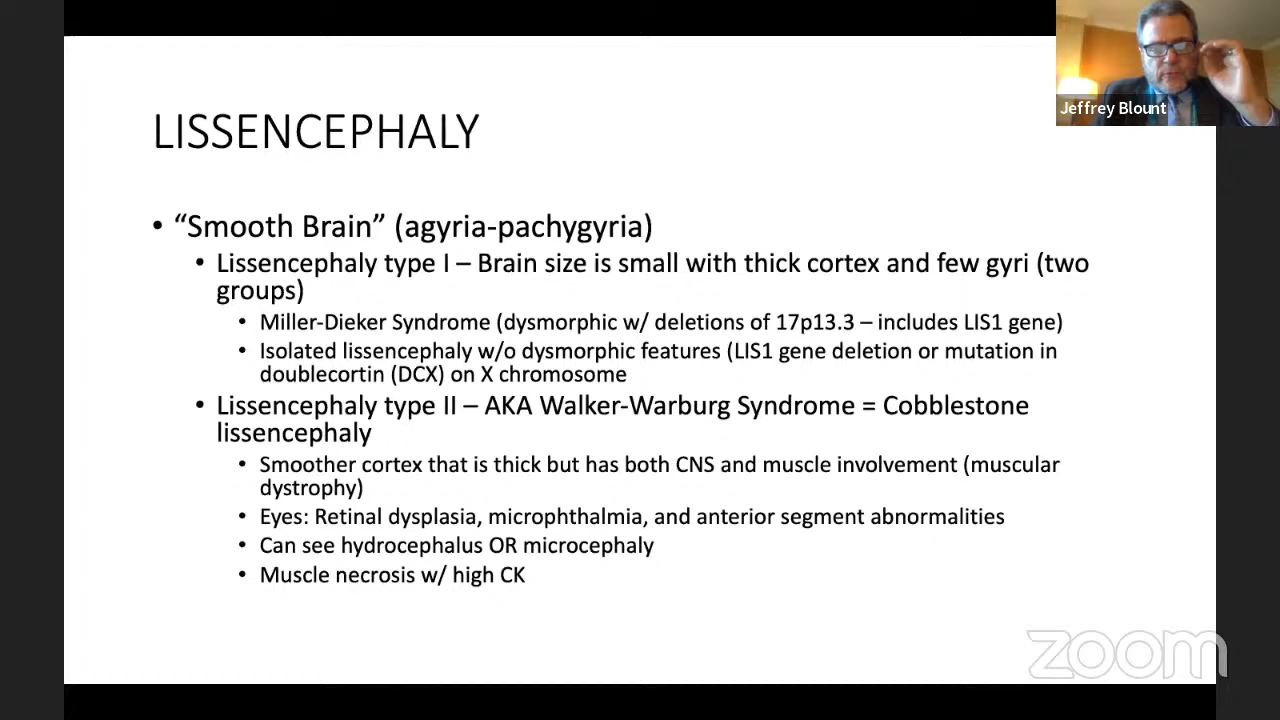 Jeffrey Blount
LISSENCEPHALY
• “Smooth Brain” (agyria-pachygyria)
• Lissencephaly type I – Brain size is small with thick cortex and few gyri (two
groups)
• Miller-Dieker Syndrome (dysmorphic w/ deletions of 17p13.3 – includes LIS1 gene)
• Isolated lissencephaly w/o dysmorphic features (LIS1 gene deletion or mutation in
doublecortin (DCX) on X chromosome
• Lissencephaly type II – AKA Walker-Warburg Syndrome = Cobblestone
lissencephaly
• Smoother cortex that is thick but has both CNS and muscle involvement (muscular
dystrophy)
• Eyes: Retinal dysplasia, microphthalmia, and anterior segment abnormalities
• Can see hydrocephalus OR microcephaly
• Muscle necrosis w/ high CK
zoom